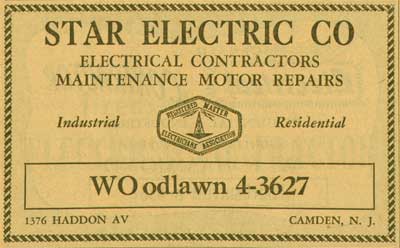 STAR ELECTRIC CO
ELECTRICAL CONTRACTORS
MAINTENANCE MOTOR REPAIRS
REGISTERED MASTER
Industrial
Residential
ELECTRICIANS ASSOCIATION
WO odlawn 4-3627
1376 HADDON AV
CAMDEN, N. J.